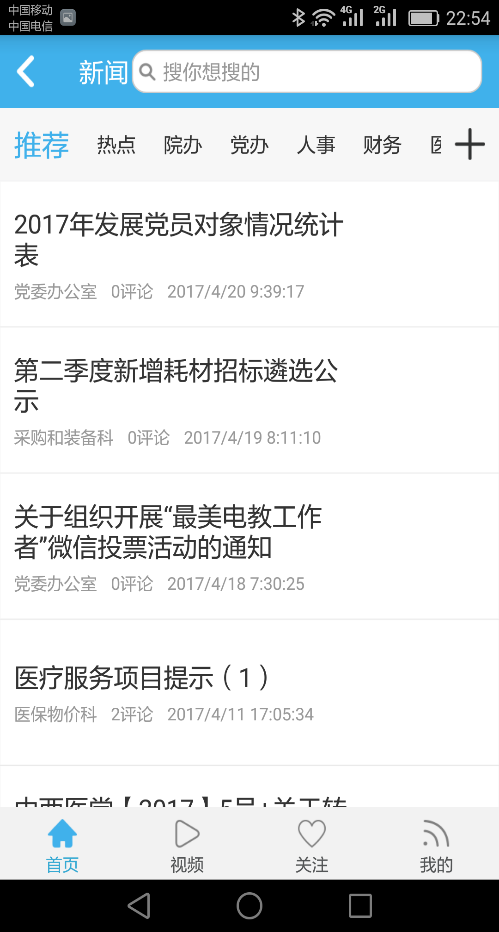 中国移动
中国电信
4G 2G 22:54
新闻 搜你想搜的
推荐 热点 院办 党办 人事 财务
2017年发展党员对象情况统计
表
党委办公室 0评论 2017/4/20 9:39:17
第二季度新增耗材招标遴选公
示
采购和装备科 0评论 2017/4/19 8:11:10
关于组织开展“最美电教工作
者”微信投票活动的通知
党委办公室 0评论 2017/4/18 7:30:25
医疗服务项目提示（1）
医保物价科 2评论 2017/4/11 17:05:34
首页 视频 关注 我的